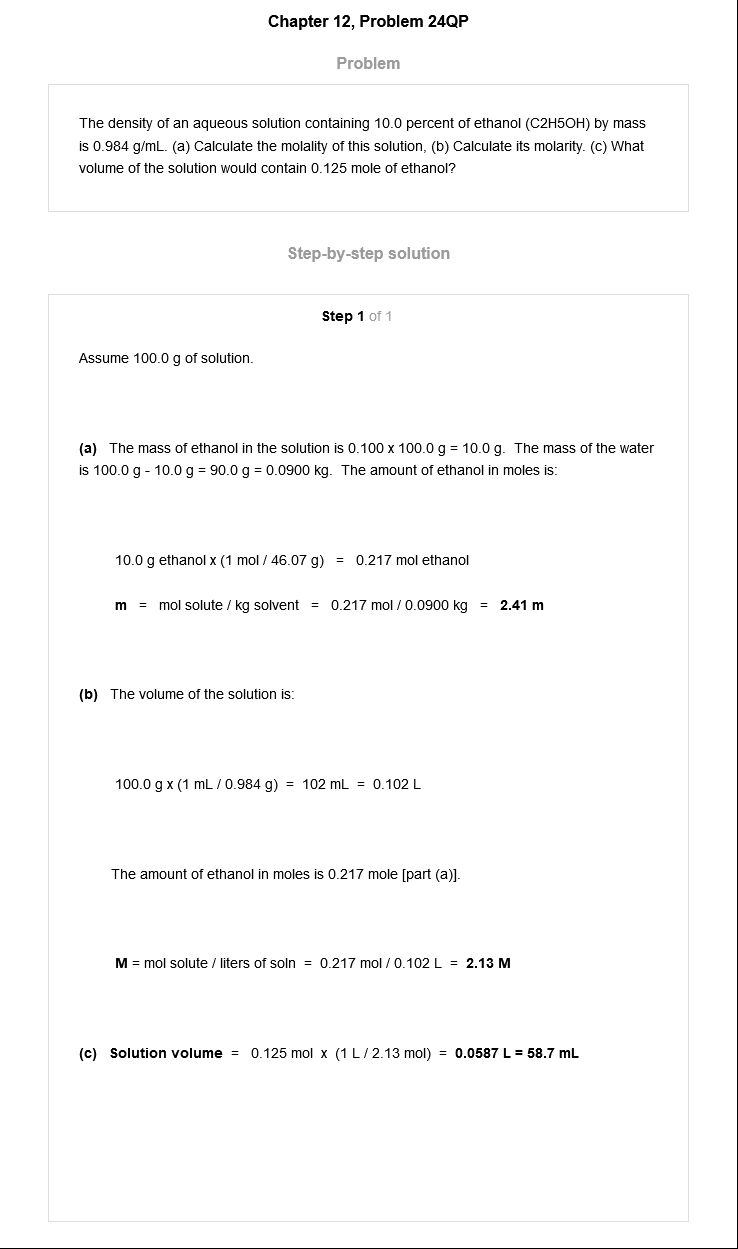 Chapter 12, Problem 24QP
Problem
The density of an aqueous solution containing 10.0 percent of ethanol (C2H5OH) by mass
is 0.984 g/mL. (a) Calculate the molality of this solution, (b) Calculate its molarity. (c) What
volume of the solution would contain 0.125 mole of ethanol?
Step-by-step solution
Step 1 of 1
Assume 100.0 g of solution.
(a) The mass of ethanol in the solution is 0.100 x 100.0 g = 10.0 g. The mass of the water
is 100.0 g - 10.0 g = 90.0 g = 0.0900 kg. The amount of ethanol in moles is:
10.0 g ethanol x (1 mol / 46.07 g) = 0.217 mol ethanol
m = mol solute / kg solvent = 0.217 mol / 0.0900 kg = 2.41 m
(b) The volume of the solution is:
100.0 g x (1 mL / 0.984 g) = 102 mL = 0.102 L
The amount of ethanol in moles is 0.217 mole [part (a)].
M = mol solute / liters of soln = 0.217 mol / 0.102 L = 2.13 M
(c) Solution volume = 0.125 mol x (1 L / 2.13 mol) = 0.0587 L = 58.7 mL